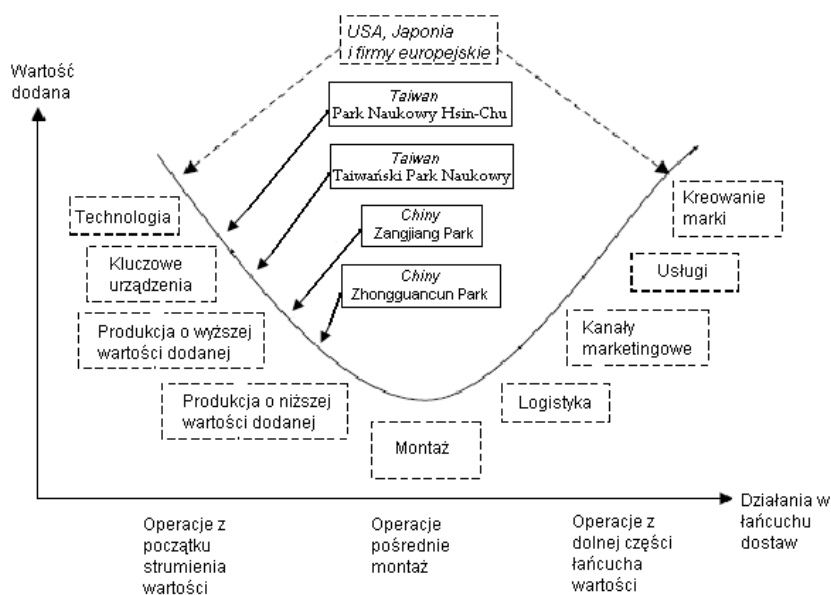 USA, Japonia
i firmy europejskie
Wartość
dodana
Taiwan
Park Naukowy Hsin-Chu
Taiwan
Taiwański Park Naukowy
Chiny
Zangjiang Park
Chiny
Zhongguancun Park
Technologia
Kluczowe
urządzenia
Produkcja o wyższej
wartości dodanej
Produkcja o niższej
wartości dodanej
Montaż
Logistyka
Kanały
marketingowe
Usługi
Kreowanie
marki
Działania w
łańcuchu
dostaw
Operacje z
początku
strumienia
wartości
Operacje
pośrednie
montaż
Operacje z
dolnej części
łańcucha
wartości